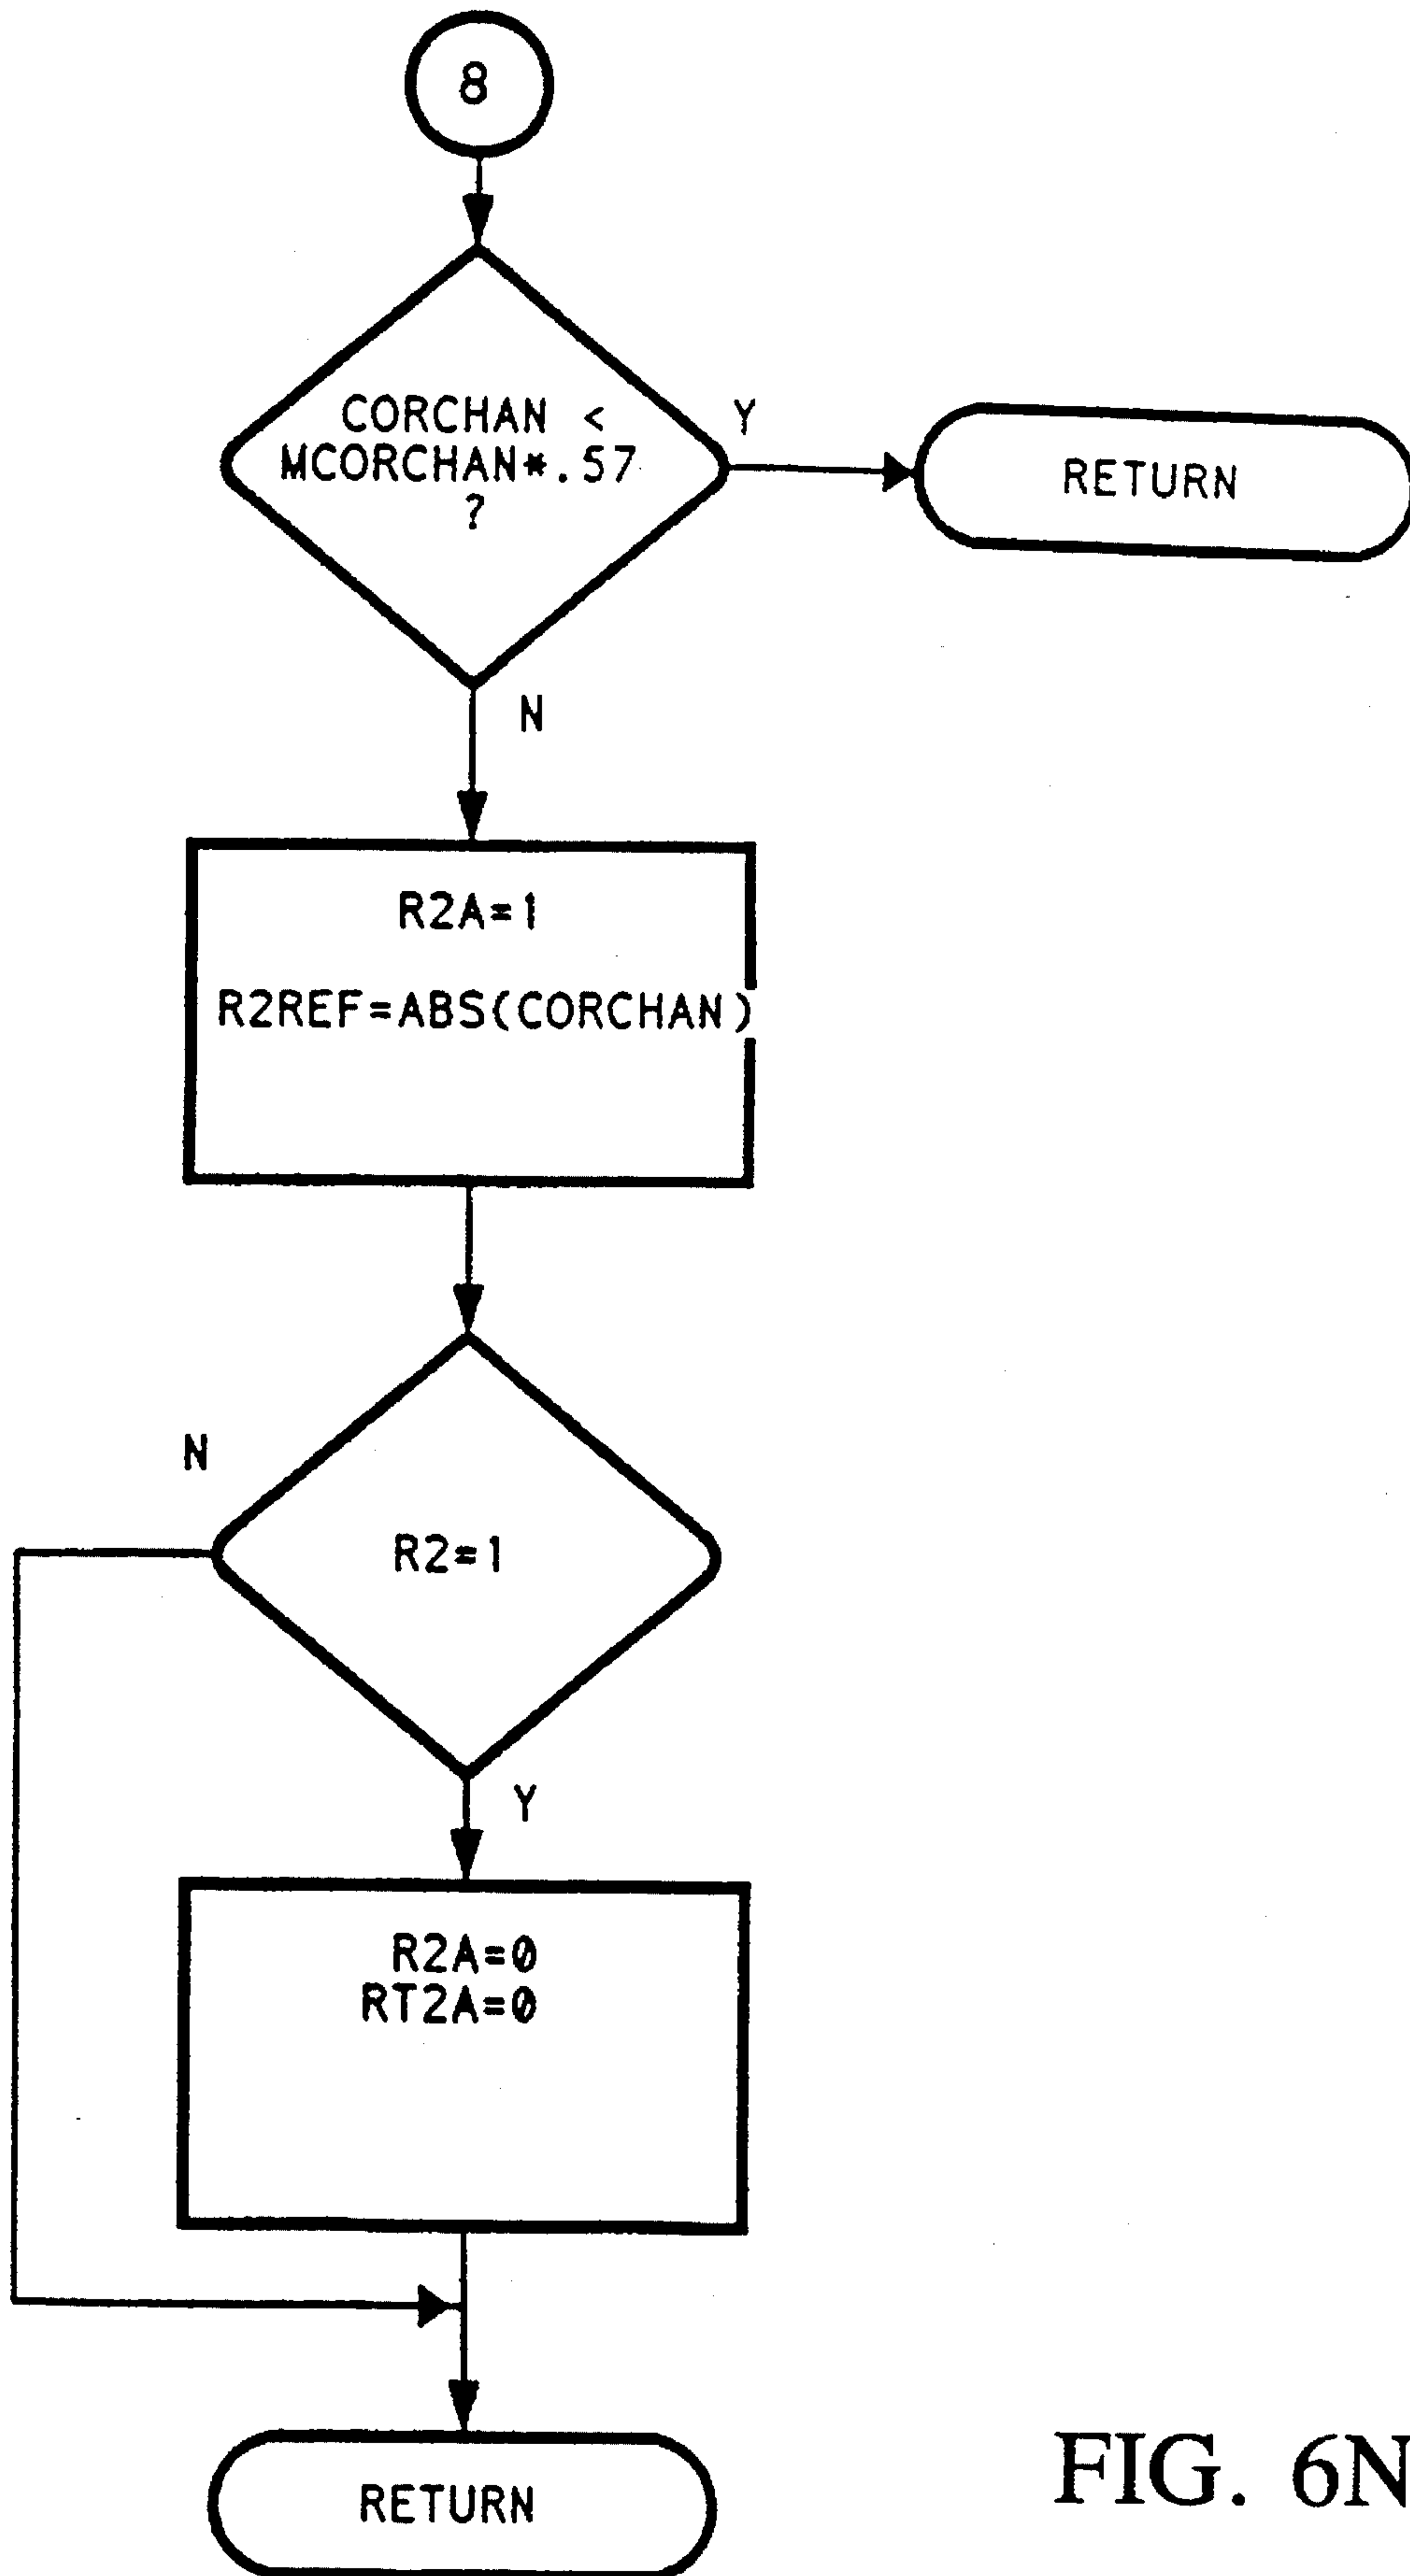 8
CORCHAN <
MCORCHAN*.57
?
Y
RETURN
N
R2A=1
R2REF=ABS(CORCHAN)
N
R2=1
Y
R2A=0
RT2A=0
RETURN
FIG. 6N